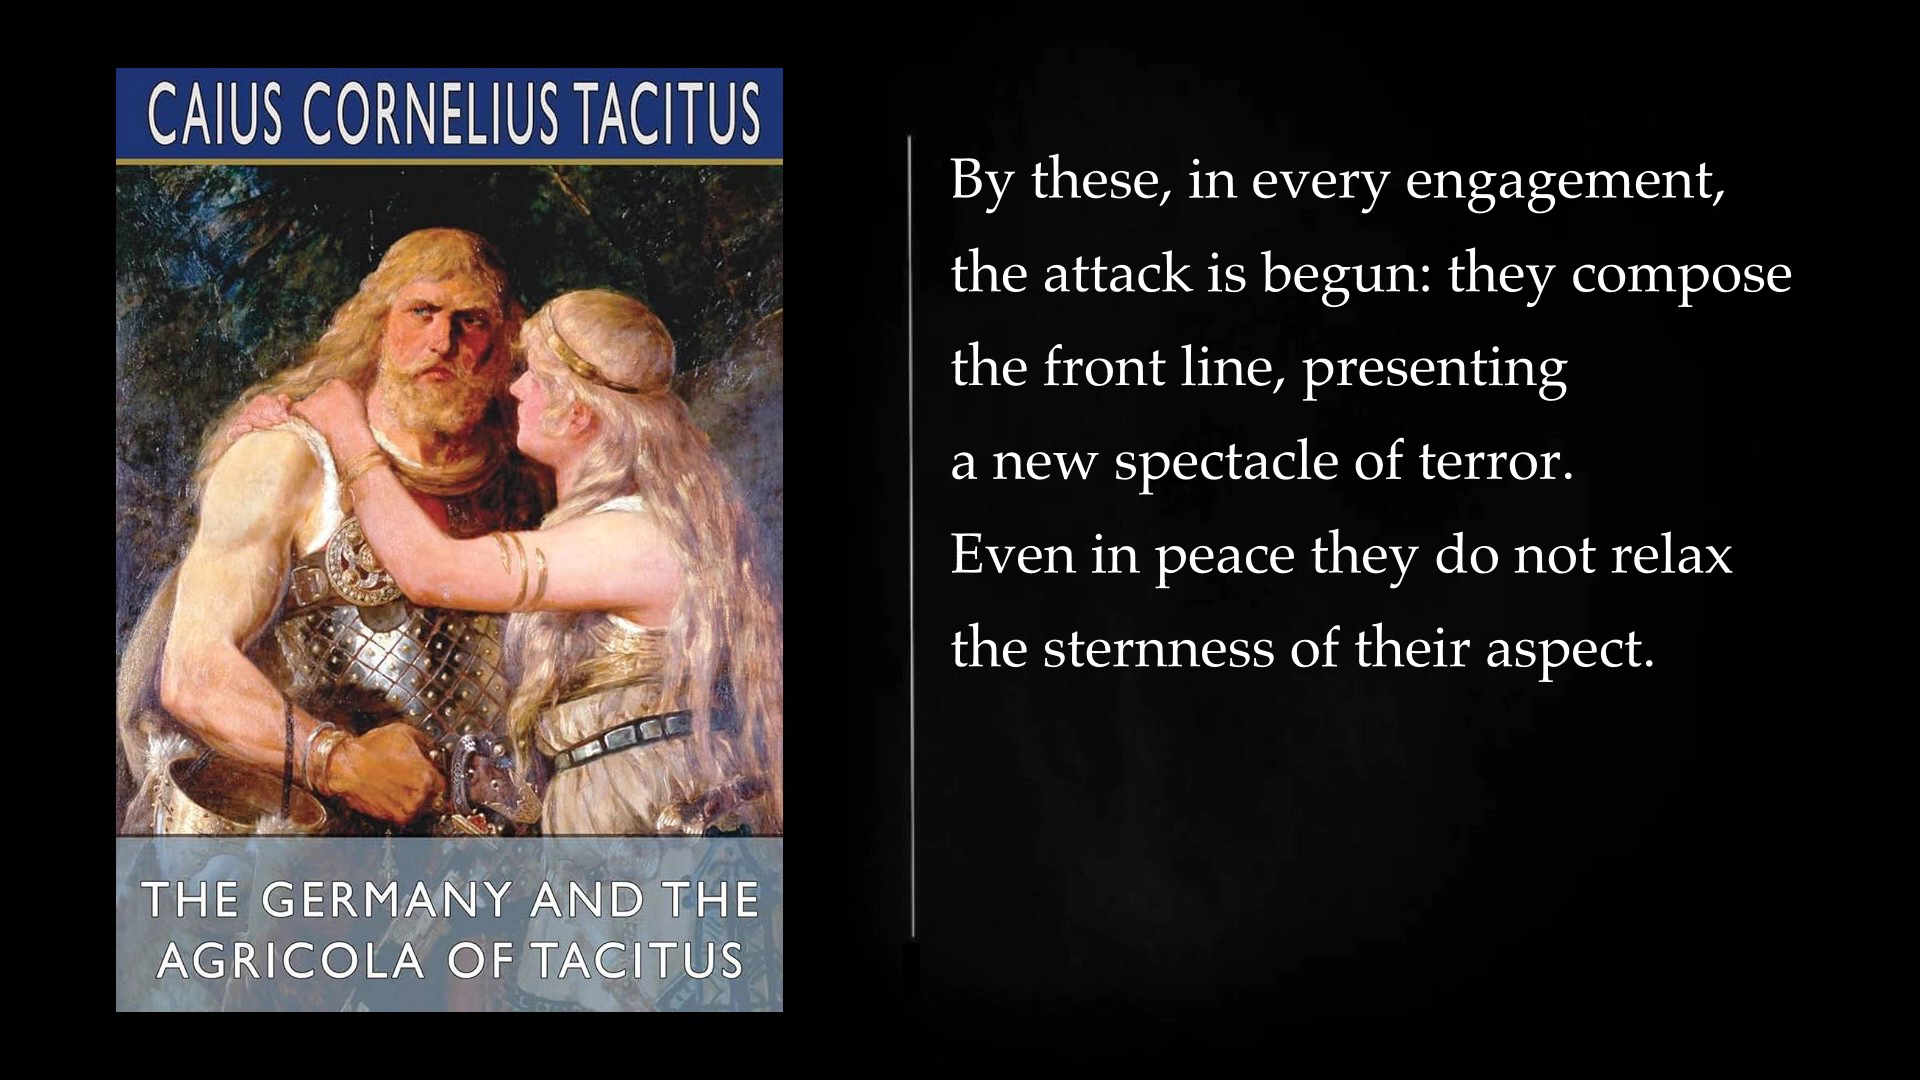 CAIUS CORNELIUS TACITUS
THE GERMANY AND THE
AGRICOLA OF TACITUS
By these, in every engagement,
the attack is begun: they compose
the front line, presenting
a new spectacle of terror.
Even in peace they do not relax
the sternness of their aspect.